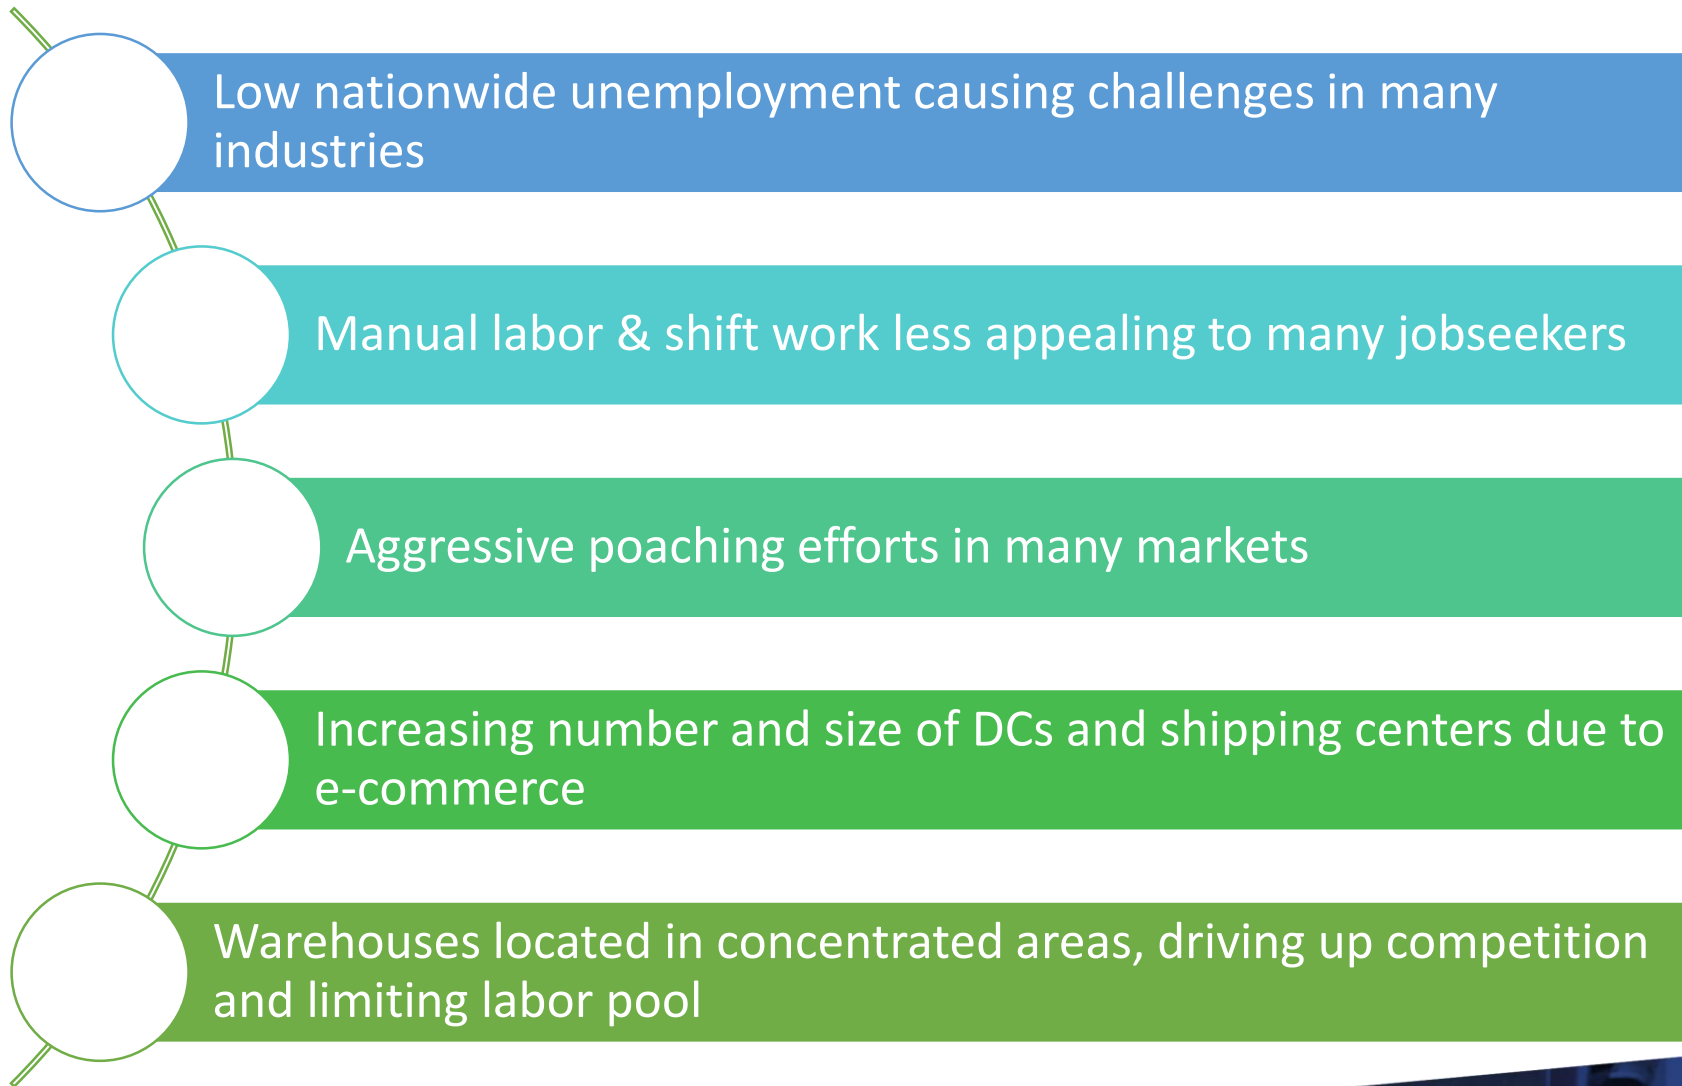 Low nationwide unemployment causing challenges in many
industries
Manual labor & shift work less appealing to many jobseekers
Aggressive poaching efforts in many markets
Increasing number and size of DCs and shipping centers due to
e-commerce
Warehouses located in concentrated areas, driving up competition
and limiting labor pool